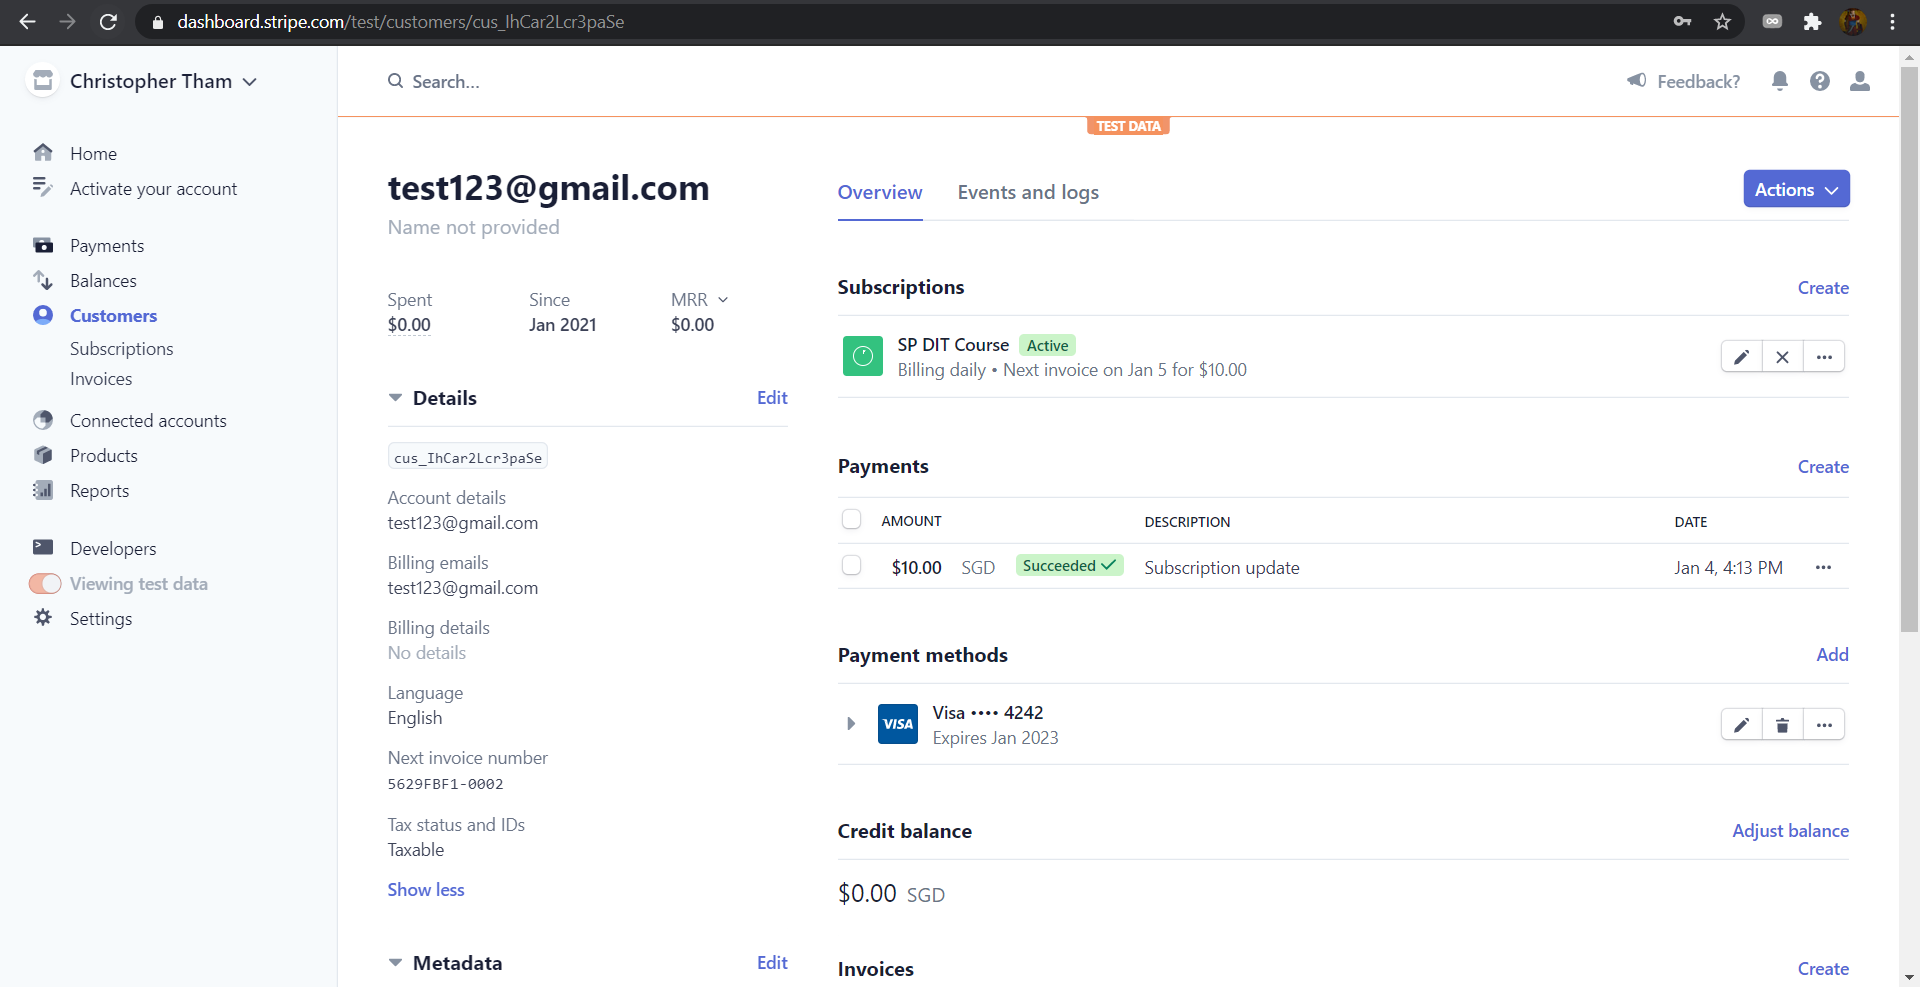 dashboard.stripe.com/test/customers/cus_IhCar2Lcr3paSe
Christopher Tham
Search...
Feedback?
TEST DATA
Home
Activate your account
Payments
Balances
Customers
Subscriptions
Invoices
Connected accounts
Products
Reports
Developers
Viewing test data
Settings
test123@gmail.com
Name not provided
Spent
Since
MRR
$0.00
Jan 2021
$0.00
Details
Edit
cus_IhCar2Lcr3paSe
Account details
test123@gmail.com
Billing emails
test123@gmail.com
Billing details
No details
Language
English
Next invoice number
5629FBF1-0002
Tax status and IDs
Taxable
Show less
Metadata
Edit
Overview
Events and logs
Actions
Subscriptions
Create
SP DIT Course
Active
Billing daily • Next invoice on Jan 5 for $10.00
Payments
Create
AMOUNT
DESCRIPTION
DATE
$10.00 SGD
Succeeded
Subscription update
Jan 4, 4:13 PM
Payment methods
Add
VISA
Visa •••• 4242
Expires Jan 2023
Credit balance
Adjust balance
$0.00 SGD
Invoices
Create